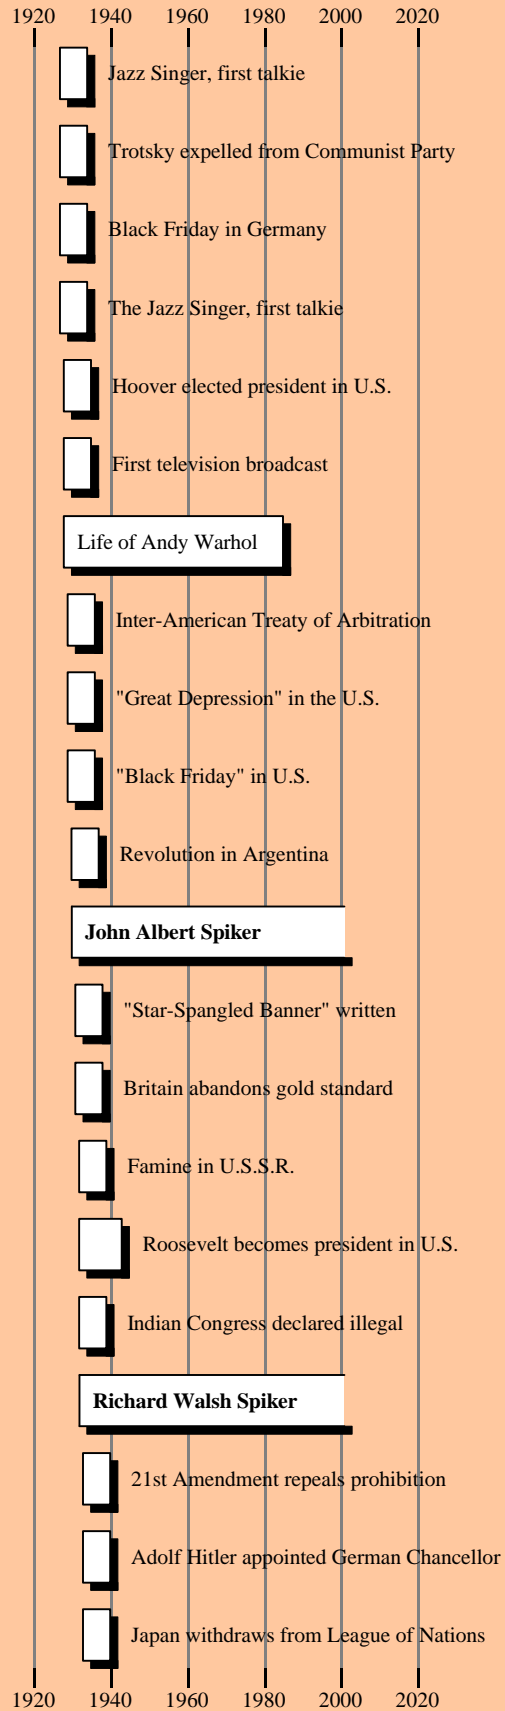 1920 1940 1960 1980 2000 2020
Jazz Singer, first talkie
Trotsky expelled from Communist Party
Black Friday in Germany
The Jazz Singer, first talkie
Hoover elected president in U.S.
First television broadcast
Life of Andy Warhol
Inter-American Treaty of Arbitration
"Great Depression" in the U.S.
"Black Friday" in U.S.
Revolution in Argentina
John Albert Spiker
"Star-Spangled Banner" written
Britain abandons gold standard
Famine in U.S.S.R.
Roosevelt becomes president in U.S.
Indian Congress declared illegal
Richard Walsh Spiker
21st Amendment repeals prohibition
Adolf Hitler appointed German Chancellor
Japan withdraws from League of Nations
1920 1940 1960 1980 2000 2020